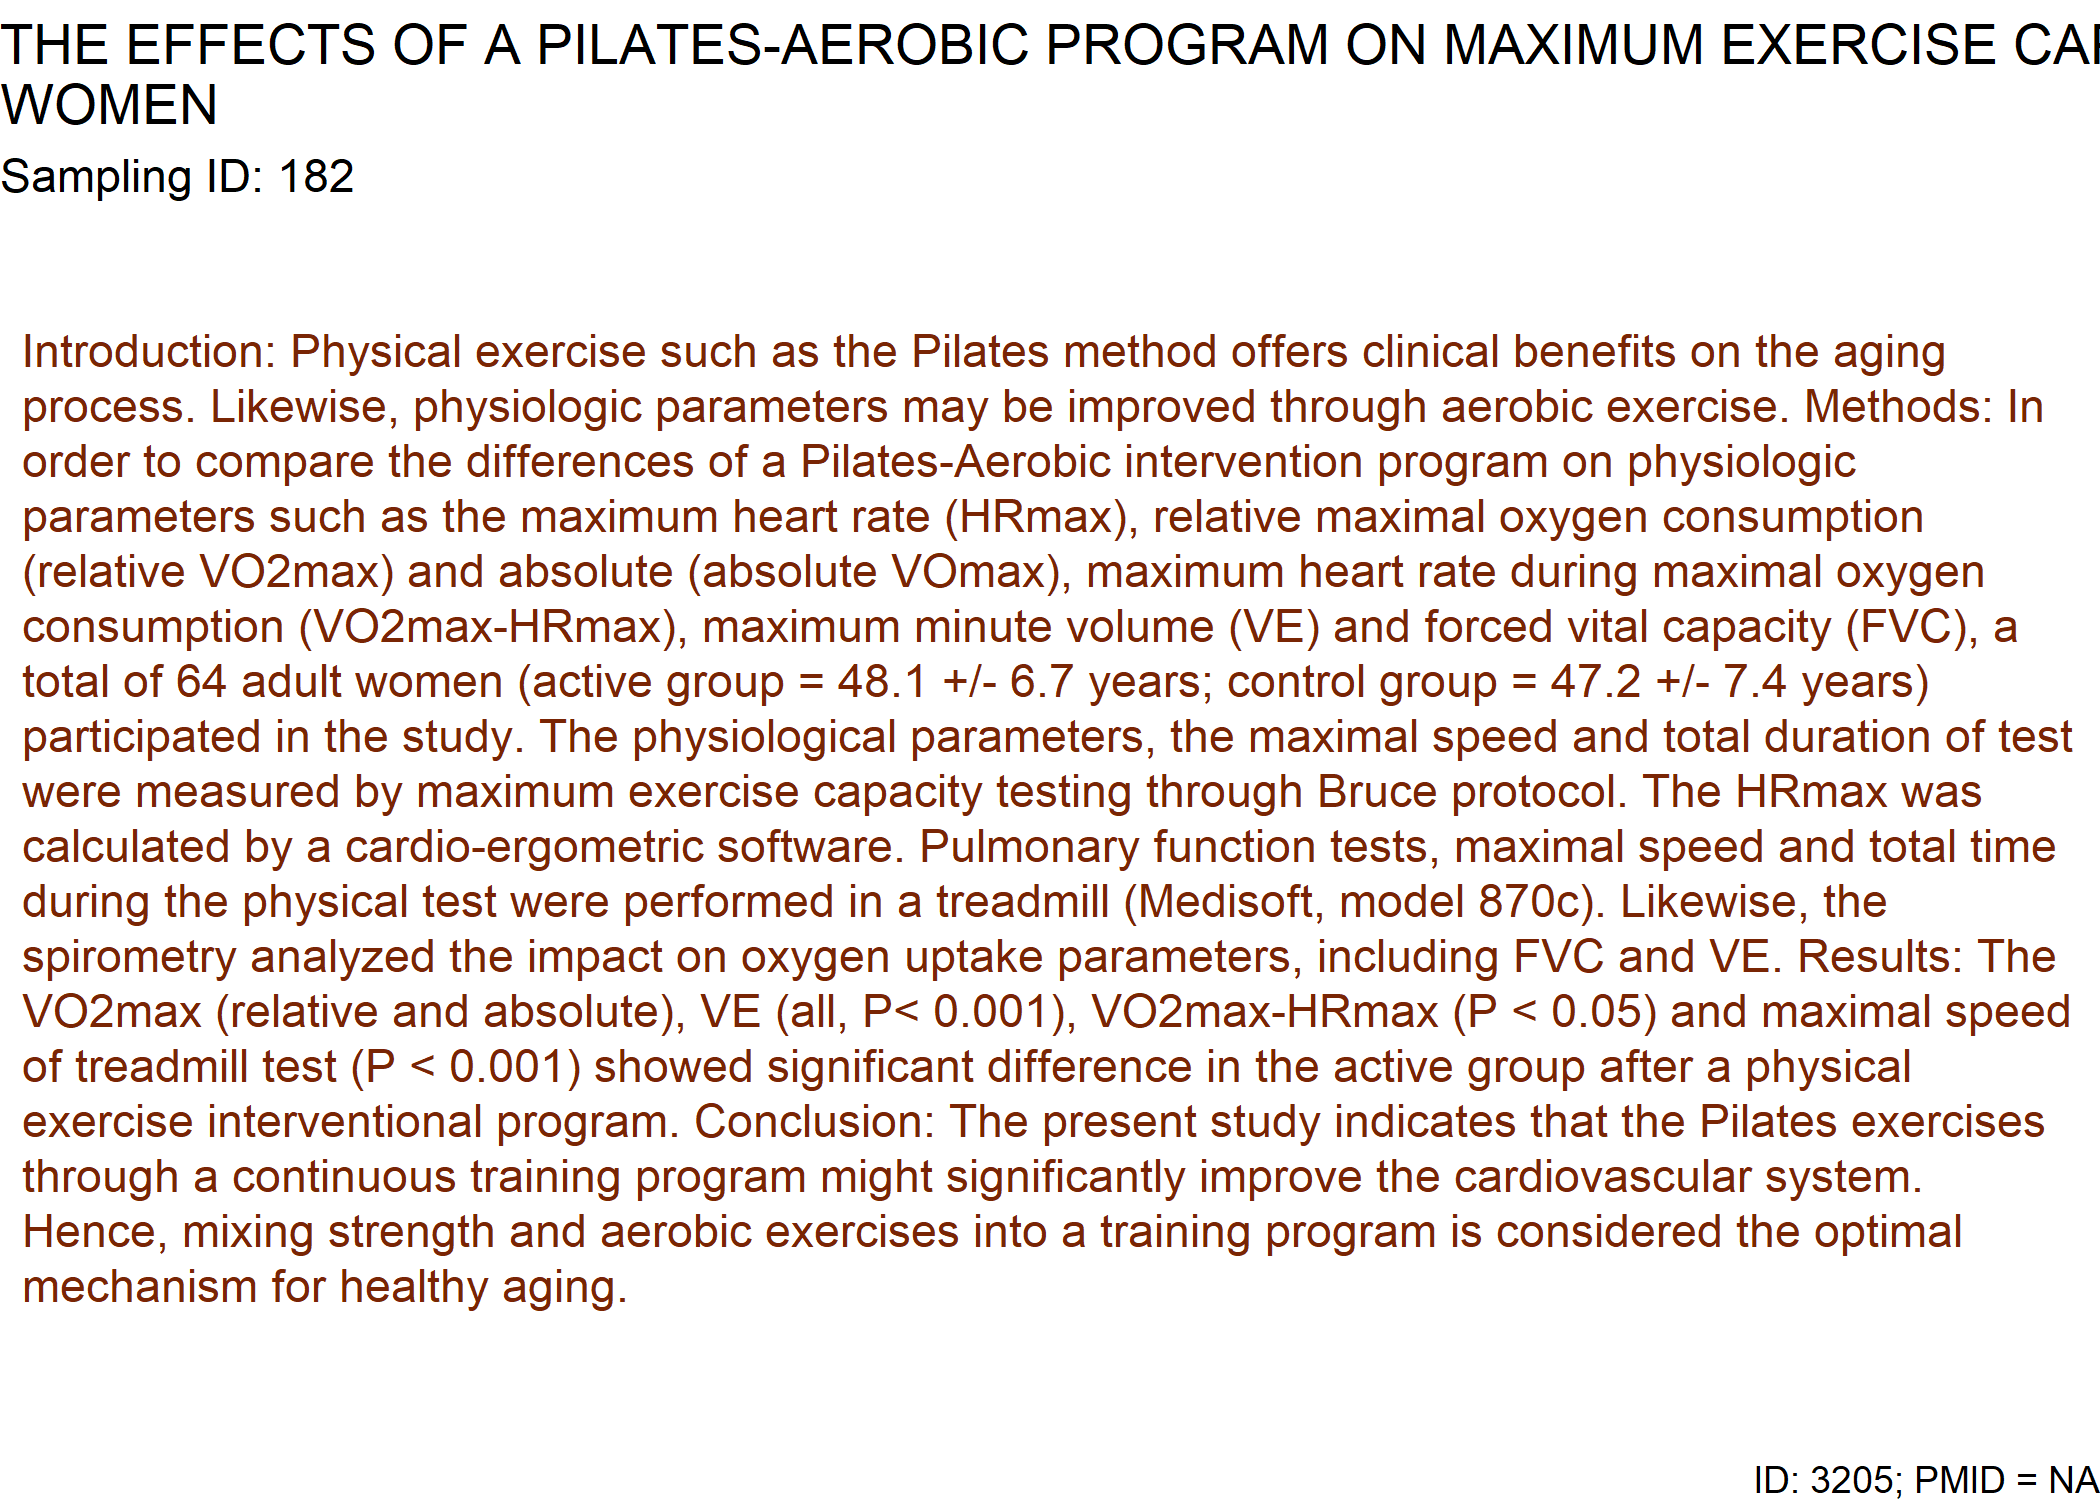 THE EFFECTS OF A PILATES-AEROBIC PROGRAM ON MAXIMUM EXERCISE
WOMEN
Sampling ID: 182
Introduction: Physical exercise such as the Pilates method offers clinical benefits on the aging
process. Likewise, physiologic parameters may be improved through aerobic exercise. Methods: In
order to compare the differences of a Pilates-Aerobic intervention program on physiologic
parameters such as the maximum heart rate (HRmax), relative maximal oxygen consumption
(relative VO2max) and absolute (absolute VOmax), maximum heart rate during maximal oxygen
consumption (VO2max-HRmax), maximum minute volume (VE) and forced vital capacity (FVC), a
total of 64 adult women (active group = 48.1 +/- 6.7 years; control group = 47.2 +/- 7.4 years)
participated in the study. The physiological parameters, the maximal speed and total duration of test
were measured by maximum exercise capacity testing through Bruce protocol. The HRmax was
calculated by a cardio-ergometric software. Pulmonary function tests, maximal speed and total time
during the physical test were performed in a treadmill (Medisoft, model 870c). Likewise, the
spirometry analyzed the impact on oxygen uptake parameters, including FVC and VE. Results: The
VO2max (relative and absolute), VE (all, P< 0.001), VO2max-HRmax (P < 0.05) and maximal speed
of treadmill test (P < 0.001) showed significant difference in the active group after a physical
exercise interventional program. Conclusion: The present study indicates that the Pilates exercises
through a continuous training program might significantly improve the cardiovascular system.
Hence, mixing strength and aerobic exercises into a training program is considered the optimal
mechanism for healthy aging.
ID: 3205; PMID = NA